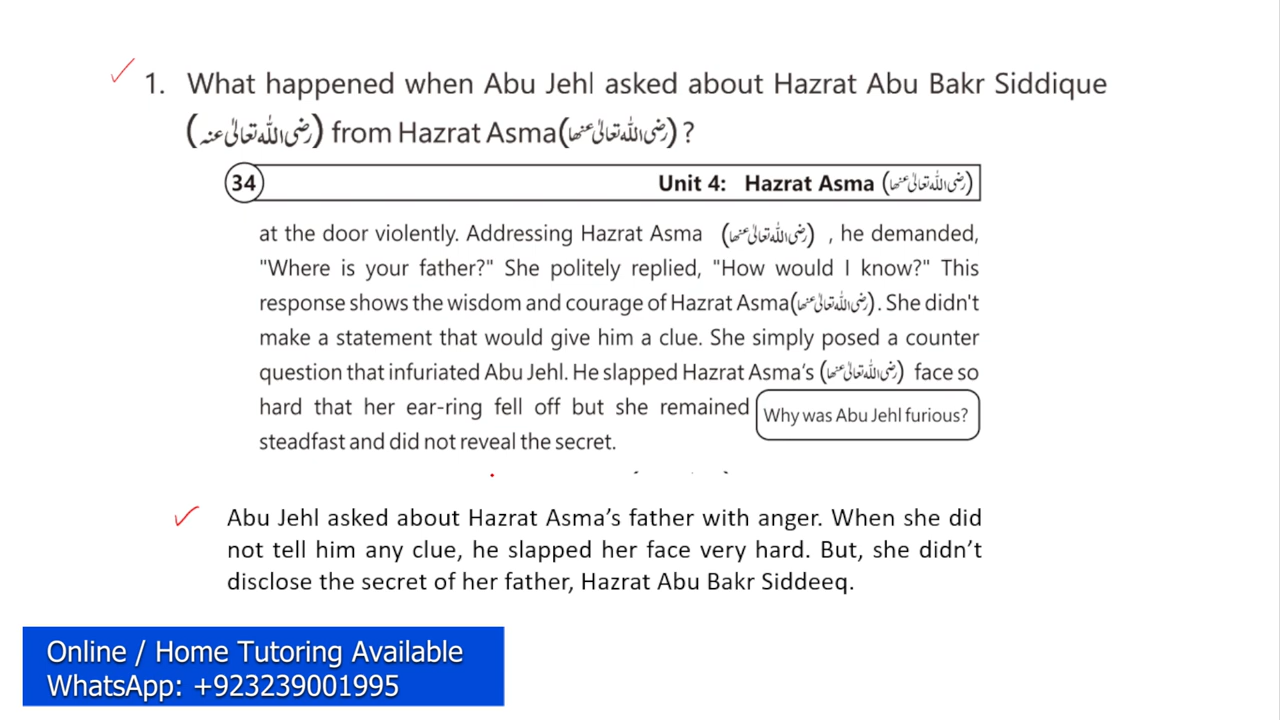 1. What happened when Abu Jehl asked about Hazrat Abu Bakr Siddique
(رضی اللہ تعالیٰ عنہ) from Hazrat Asma(رضی اللہ تعالیٰ عنھا)?
34 Unit 4: Hazrat Asma (رضی اللہ تعالیٰ عنھا)
at the door violently. Addressing Hazrat Asma (رضی اللہ تعالیٰ عنھا) , he demanded,
"Where is your father?" She politely replied, "How would I know?" This
response shows the wisdom and courage of Hazrat Asma(رضی اللہ تعالیٰ عنھا). She didn't
make a statement that would give him a clue. She simply posed a counter
question that infuriated Abu Jehl. He slapped Hazrat Asma's (رضی اللہ تعالیٰ عنھا) face so
hard that her ear-ring fell off but she remained
steadfast and did not reveal the secret.
Why was Abu Jehl furious?
Abu Jehl asked about Hazrat Asma’s father with anger. When she did
not tell him any clue, he slapped her face very hard. But, she didn’t
disclose the secret of her father, Hazrat Abu Bakr Siddeeq.
Online / Home Tutoring Available
WhatsApp: +923239001995